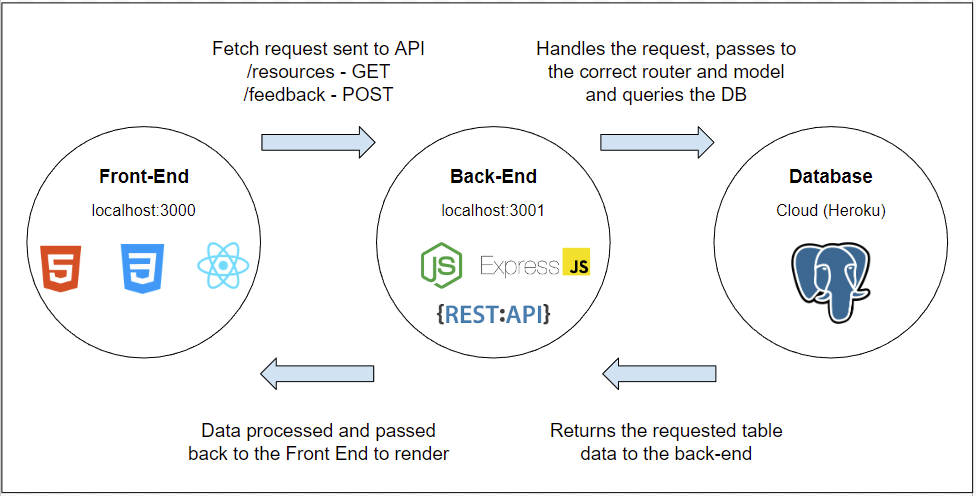 Fetch request sent to API
/resources - GET
/feedback - POST
Handles the request, passes to
the correct router and model
and queries the DB
Front-End
localhost:3000
5
3
Back-End
localhost:3001
JS
Express JS
{REST:API}
Database
Cloud (Heroku)
Data processed and passed
back to the Front End to render
Returns the requested table
data to the back-end